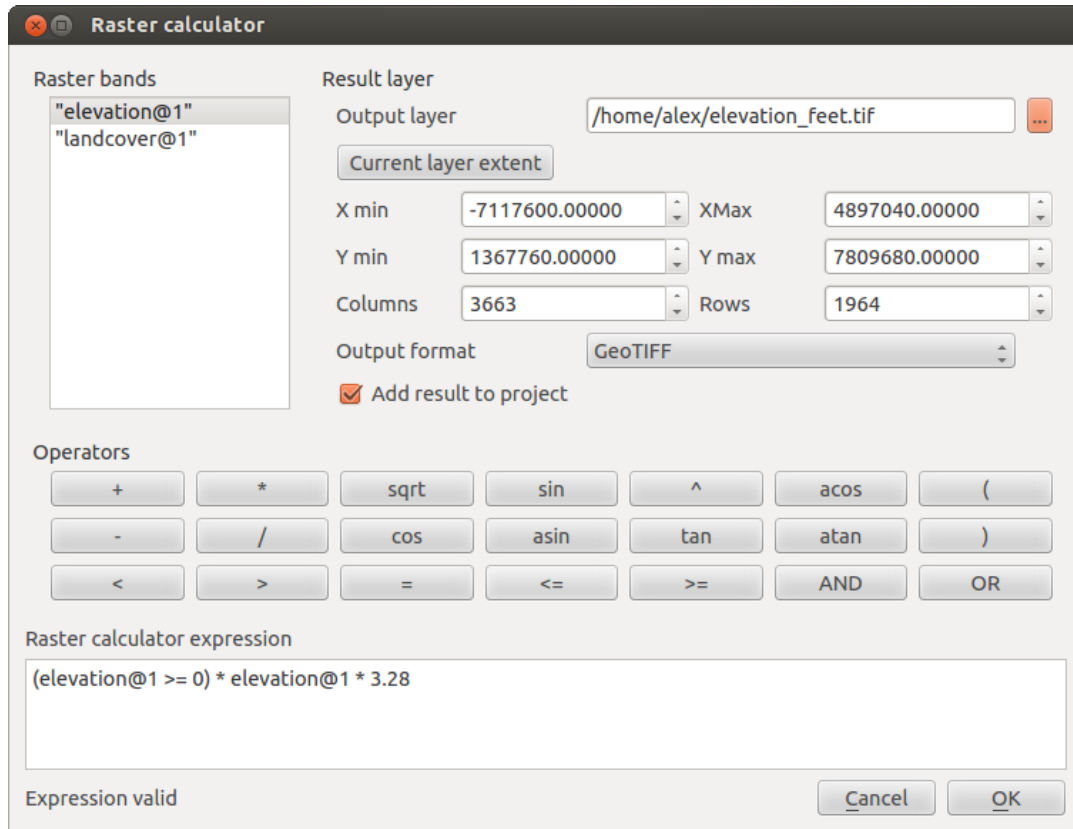 Raster calculator
Raster bands
"elevation@1"
"landcover@1"
Result layer
Output layer /home/alex/elevation_feet.tif ...
Current layer extent
X min -7117600.00000 XMax 4897040.00000
Y min 1367760.00000 Y max 7809680.00000
Columns 3663 Rows 1964
Output format GeoTIFF
Add result to project
Operators
+ * sqrt sin ^ acos (
- / cos asin tan atan )
< > = <= >= AND OR
Raster calculator expression
(elevation@1 >= 0) * elevation@1 * 3.28
Expression valid Cancel OK